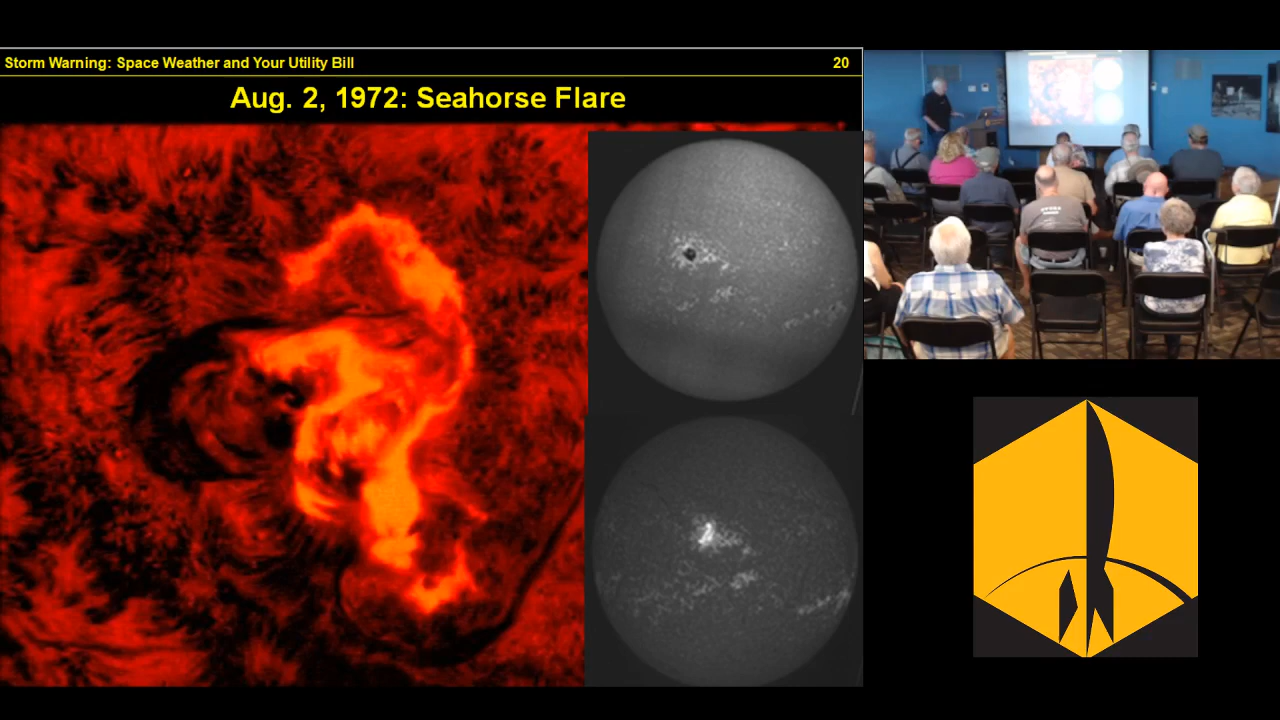 Storm Warning: Space Weather and Your Utility Bill 20
Aug. 2, 1972: Seahorse Flare